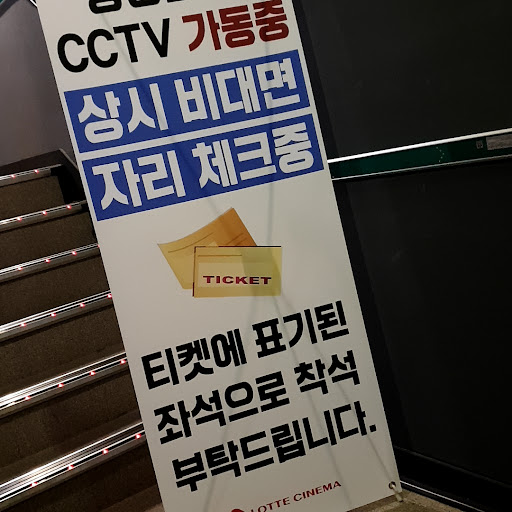 CCTV 가동중
상시 비대면
자리 체크중
TICKET
티켓에 표기된
좌석으로 착석
부탁드립니다.
LOTTE CINEMA